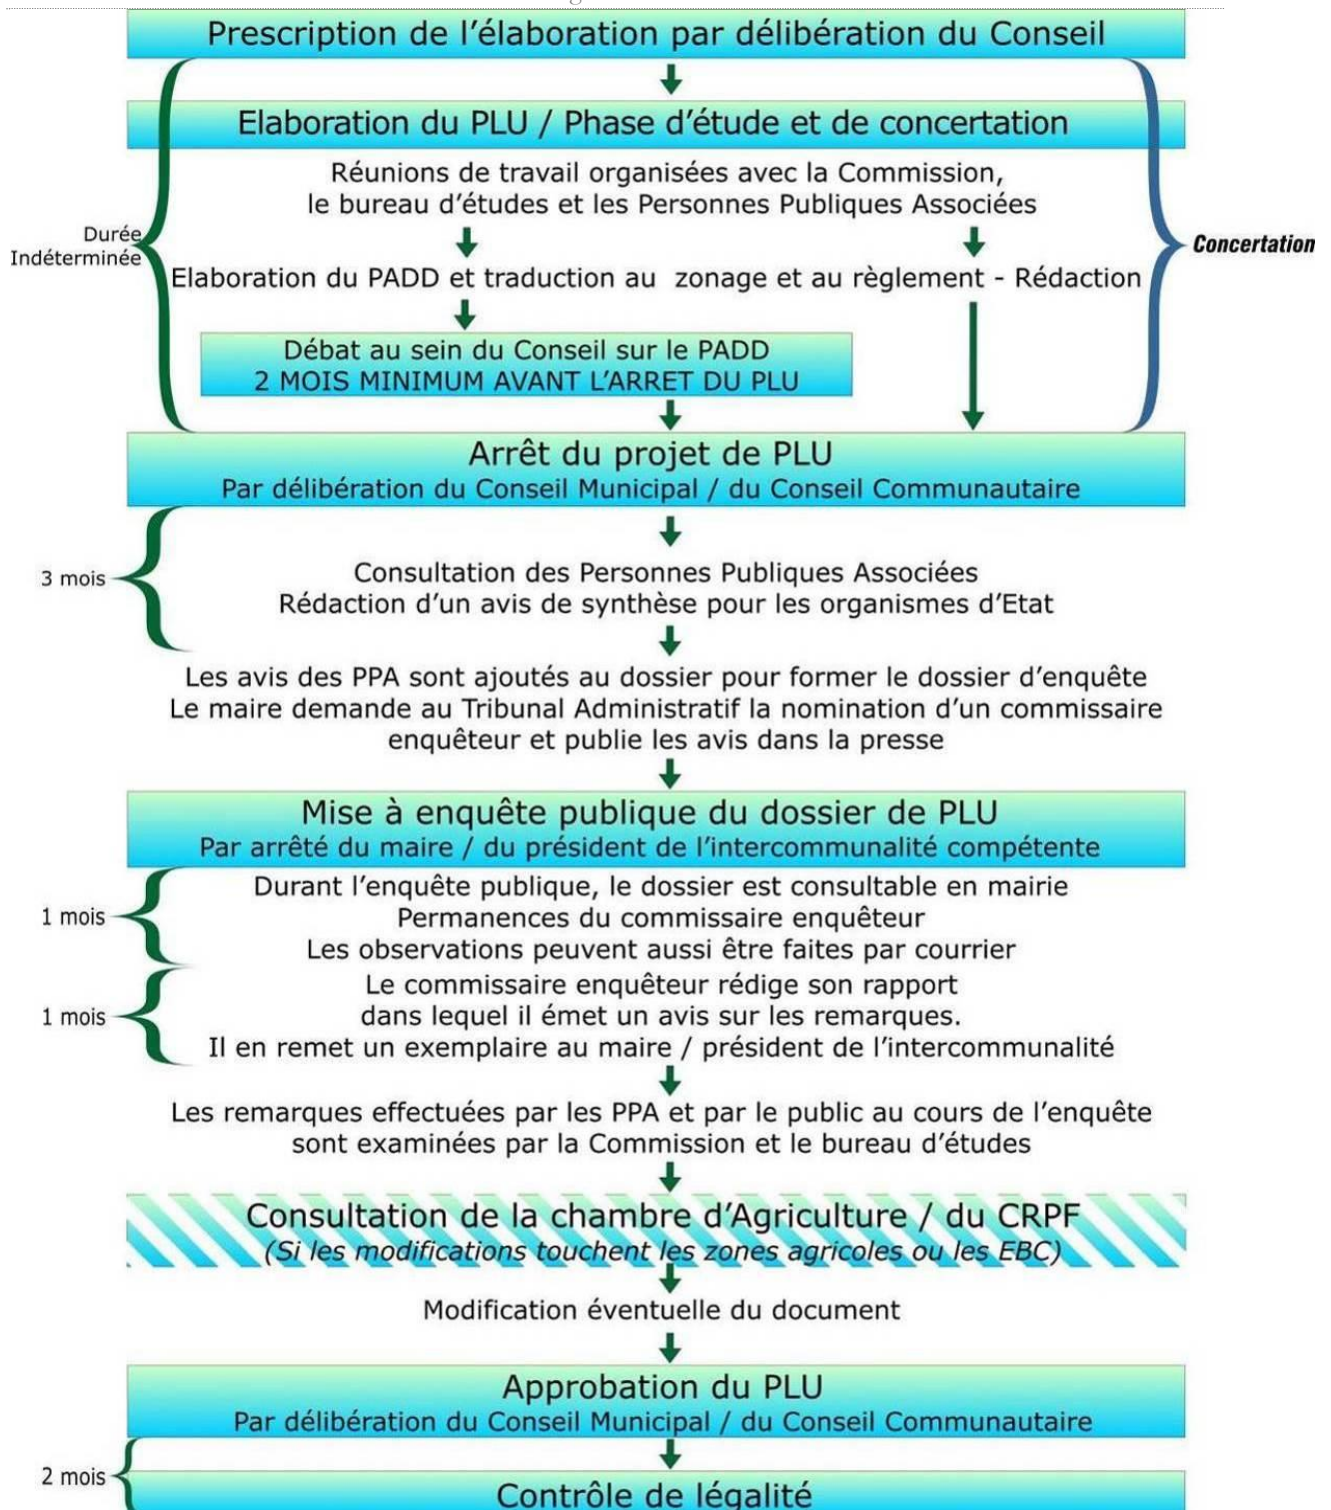 Prescription de l'élaboration par délibération du Conseil
Elaboration du PLU / Phase d'étude et de concertation
Réunions de travail organisées avec la Commission,
le bureau d'études et les Personnes Publiques Associées
Durée
Indéterminée
Concertation
Elaboration du PADD et traduction au zonage et au règlement - Rédaction
Débat au sein du Conseil sur le PADD
2 MOIS MINIMUM AVANT L'ARRET DU PLU
Arrêt du projet de PLU
Par délibération du Conseil Municipal / du Conseil Communautaire
3 mois
Consultation des Personnes Publiques Associées
Rédaction d'un avis de synthèse pour les organismes d'Etat
Les avis des PPA sont ajoutés au dossier pour former le dossier d'enquête
Le maire demande au Tribunal Administratif la nomination d'un commissaire
enquêteur et publie les avis dans la presse
Mise à enquête publique du dossier de PLU
Par arrêté du maire / du président de l'intercommunalité compétente
1 mois
Durant l'enquête publique, le dossier est consultable en mairie
Permanences du commissaire enquêteur
Les observations peuvent aussi être faites par courrier
1 mois
Le commissaire enquêteur rédige son rapport
dans lequel il émet un avis sur les remarques.
Il en remet un exemplaire au maire / président de l'intercommunalité
Les remarques effectuées par les PPA et par le public au cours de l'enquête
sont examinées par la Commission et le bureau d'études
Consultation de la chambre d'Agriculture / du CRPF
(Si les modifications touchent les zones agricoles ou les EBC)
Modification éventuelle du document
Approbation du PLU
Par délibération du Conseil Municipal / du Conseil Communautaire
2 mois
Contrôle de légalité